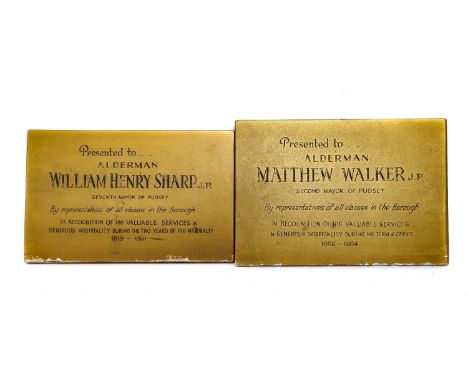 Presented to . . .
ALDERMAN
WILLIAM HENRY SHARP J.P.
SEVENTH MAYOR OF PUDSEY
By representatives of all classes in the Borough
IN RECOGNITION OF HIS VALUABLE SERVICES &
GENEROUS HOSPITALITY DURING THE TWO YEARS OF HIS MAYORALTY
1919 - 1921
Presented to . . .
ALDERMAN
MATTHEW WALKER J.P.
SECOND MAYOR OF PUDSEY
By representatives of all classes in the Borough
IN RECOGNITION OF HIS VALUABLE SERVICES
& GENEROUS HOSPITALITY DURING HIS TERM of OFFICE
- 1904